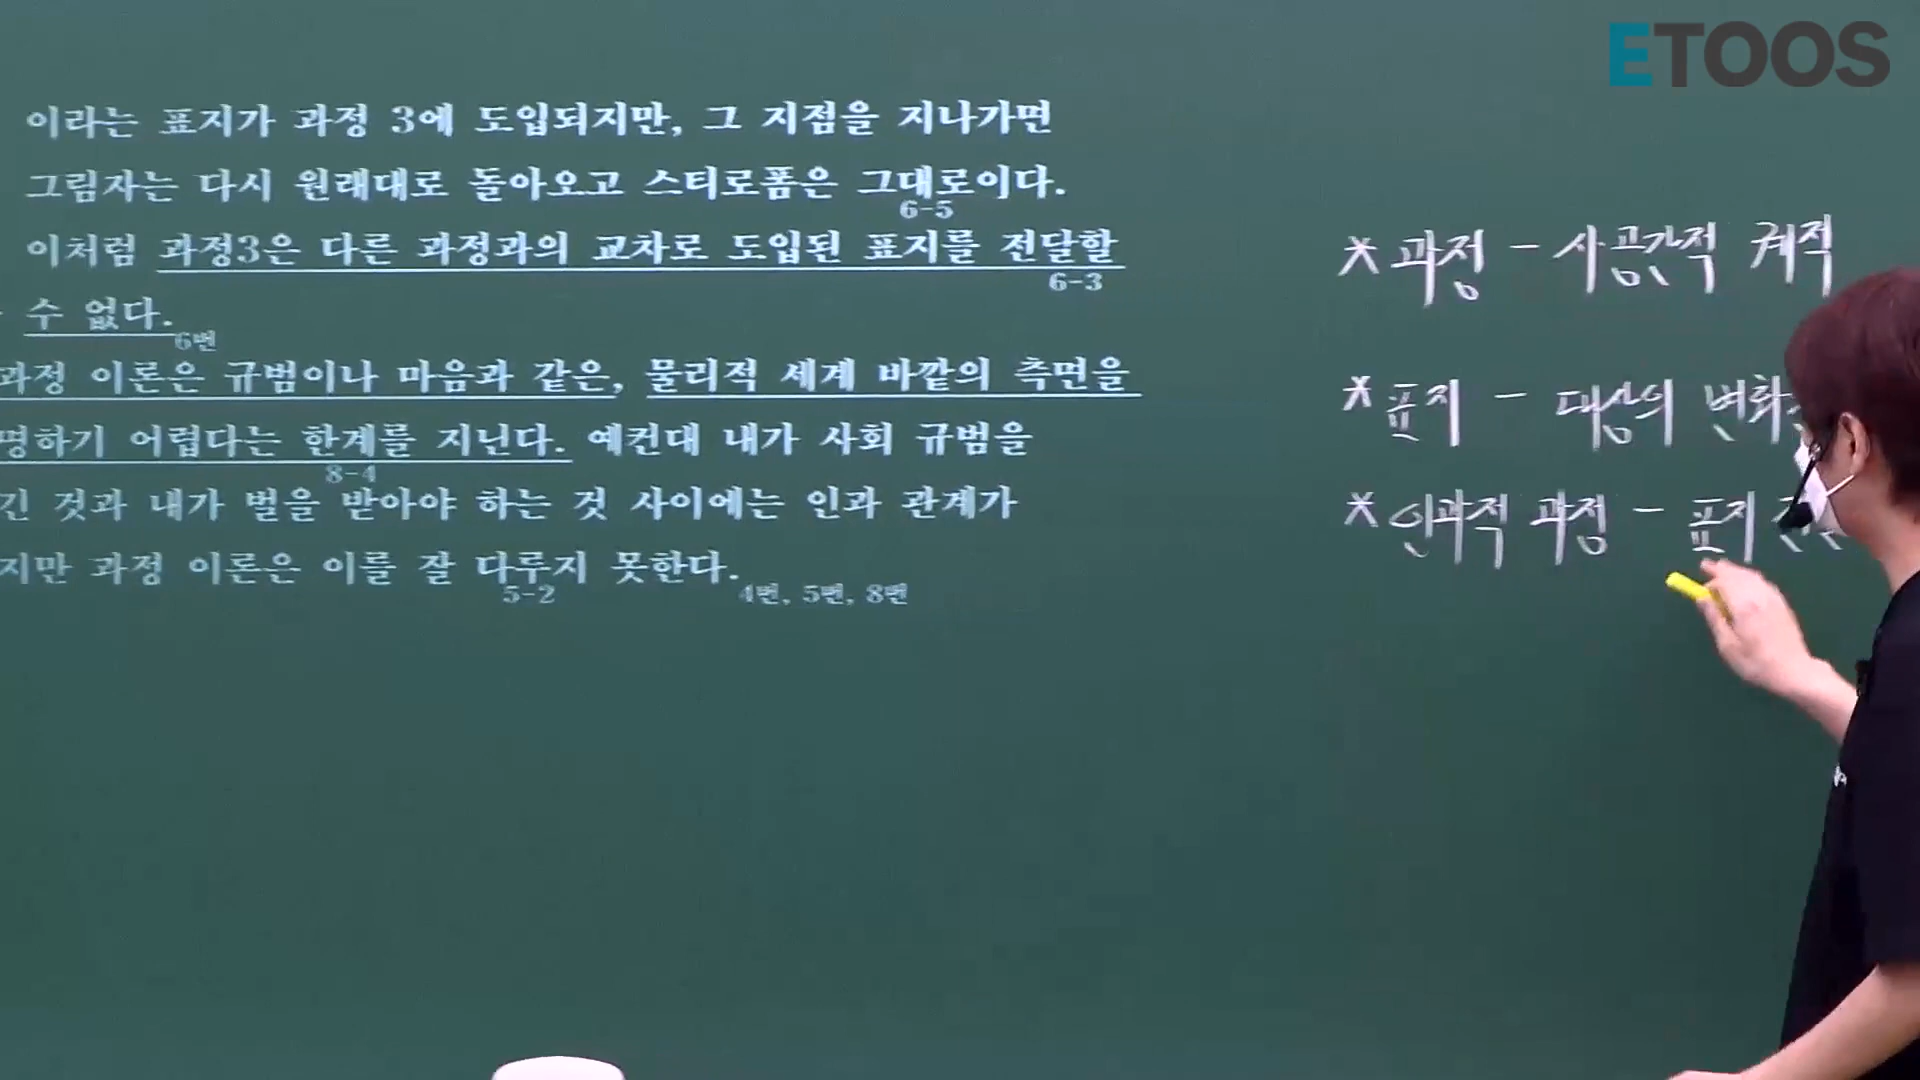 ETOOS
이라는 표지가 과정 3에 도입되지만, 그 지점을 지나가면
그림자는 다시 원래대로 돌아오고 스티로폼은 그대로이다.
6-5
이처럼 과정3은 다른 과정과의 교차로 도입된 표지를 전달할
6-3
수 없다.
6번
과정 이론은 규범이나 마음과 같은, 물리적 세계 바깥의 측면을
명하기 어렵다는 한계를 지닌다. 예컨대 내가 사회 규범을
8-4
긴 것과 내가 벌을 받아야 하는 것 사이에는 인과 관계가
지만 과정 이론은 이를 잘 다루지 못한다.
5-2
4번, 5번, 8번
* 과정 - 시공간적 궤적
* 표지 - 대상의 변화
* 인과적 과정 - 표지